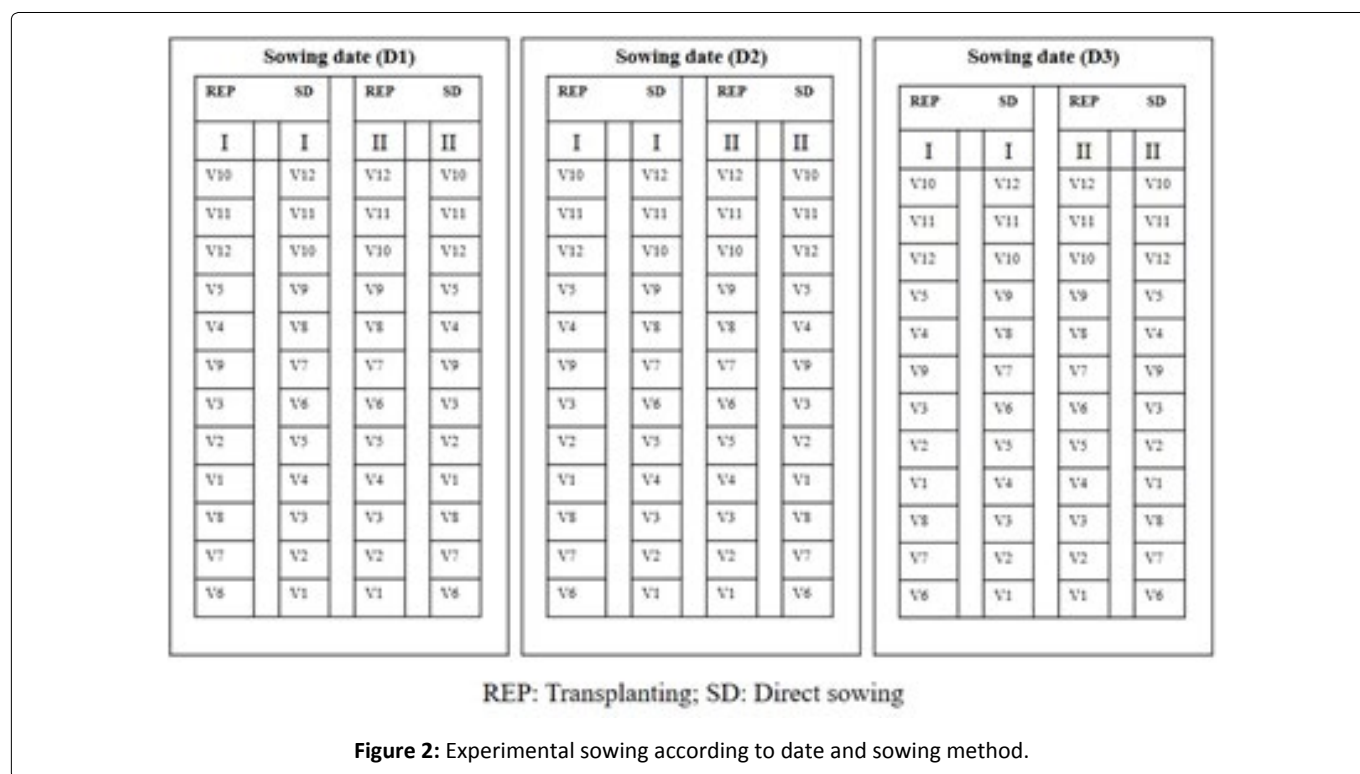 Sowing date (D1) Sowing date (D2) Sowing date (D3)
REP SD REP SD REP SD REP SD REP SD REP SD
I I II II I I II II I I II II
V10 V12 V12 V10 V10 V12 V12 V10 V10 V12 V12 V10
V11 V11 V11 V11 V11 V11 V11 V11 V11 V11 V11 V11
V12 V10 V10 V12 V12 V10 V10 V12 V12 V10 V10 V12
V5 V9 V9 V5 V5 V9 V9 V5 V5 V9 V9 V5
V4 V8 V8 V4 V4 V8 V8 V4 V4 V8 V8 V4
V9 V7 V7 V9 V9 V7 V7 V9 V9 V7 V7 V9
V3 V6 V6 V3 V3 V6 V6 V3 V3 V6 V6 V3
V2 V5 V5 V2 V2 V5 V5 V2 V2 V5 V5 V2
V1 V4 V4 V1 V1 V4 V4 V1 V1 V4 V4 V1
V8 V3 V3 V8 V8 V3 V3 V8 V8 V3 V3 V8
V7 V2 V2 V7 V7 V2 V2 V7 V7 V2 V2 V7
V6 V1 V1 V6 V6 V1 V1 V6 V6 V1 V1 V6
REP: Transplanting; SD: Direct sowing
Figure 2: Experimental sowing according to date and sowing method.